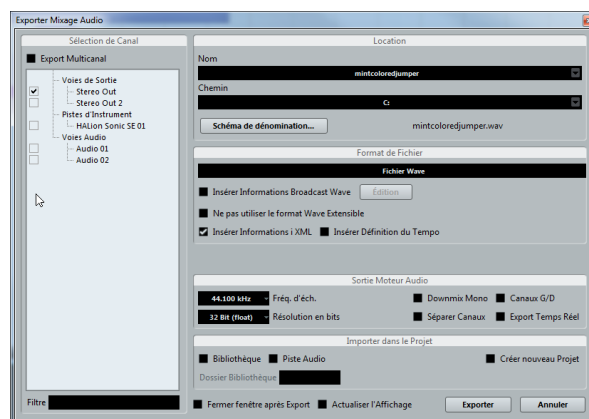 Exporter Mixage Audio
Sélection de Canal
Export Multicanal
Voies de Sortie
Stereo Out
Stereo Out 2
Pistes d'Instrument
HALion Sonic SE 01
Voies Audio
Audio 01
Audio 02
Filtre
Location
Nom
mintcoloredjumper
Chemin
C:
Schéma de dénomination... mintcoloredjumper.wav
Format de Fichier
Fichier Wave
Insérer Informations Broadcast Wave Édition
Ne pas utiliser le format Wave Extensible
Insérer Informations i XML Insérer Définition du Tempo
Sortie Moteur Audio
44.100 kHz Fréq. d'éch. Downmix Mono Canaux G/D
32 Bit (float) Résolution en bits Séparer Canaux Export Temps Réel
Importer dans le Projet
Bibliothèque Piste Audio Créer nouveau Projet
Dossier Bibliothèque
Fermer fenêtre après Export Actualiser l'Affichage Exporter Annuler